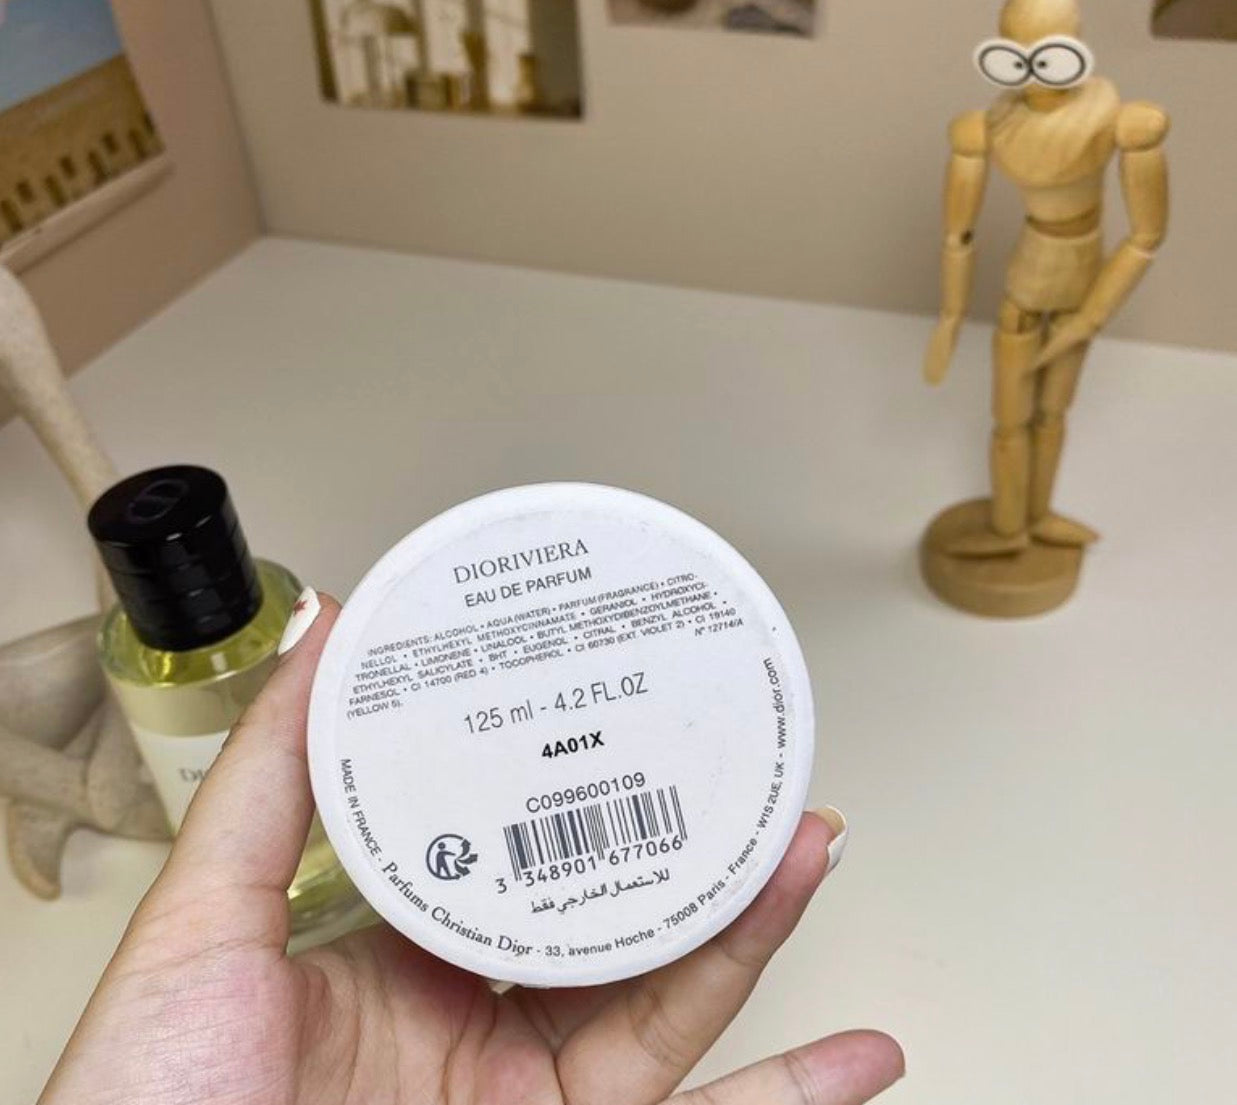 DIORIVIERA
EAU DE PARFUM
INGREDIENTS: ALCOHOL • AQUA (WATER) • PARFUM (FRAGRANCE) • CITRO-
NELLOL • ETHYLHEXYL METHOXYCINNAMATE • GERANIOL • HYDROXYCI-
TRONELLAL • LIMONENE • LINALOOL • BUTYL METHOXYDIBENZOYLMETHANE •
ETHYLHEXYL SALICYLATE • BHT • EUGENOL • CITRAL • BENZYL ALCOHOL •
FARNESOL • CI 14700 (RED 4) • TOCOPHEROL • CI 60730 (EXT. VIOLET 2) • CI 19140
(YELLOW 5).
N° 12714/A
125 ml - 4.2 FL.OZ
4A01X
C099600109
3 348901 677066
للاستعمال الخارجي فقط
MADE IN FRANCE - Parfums Christian Dior - 33, avenue Hoche - 75008 Paris - France - W1S 2UE, UK - www.dior.com